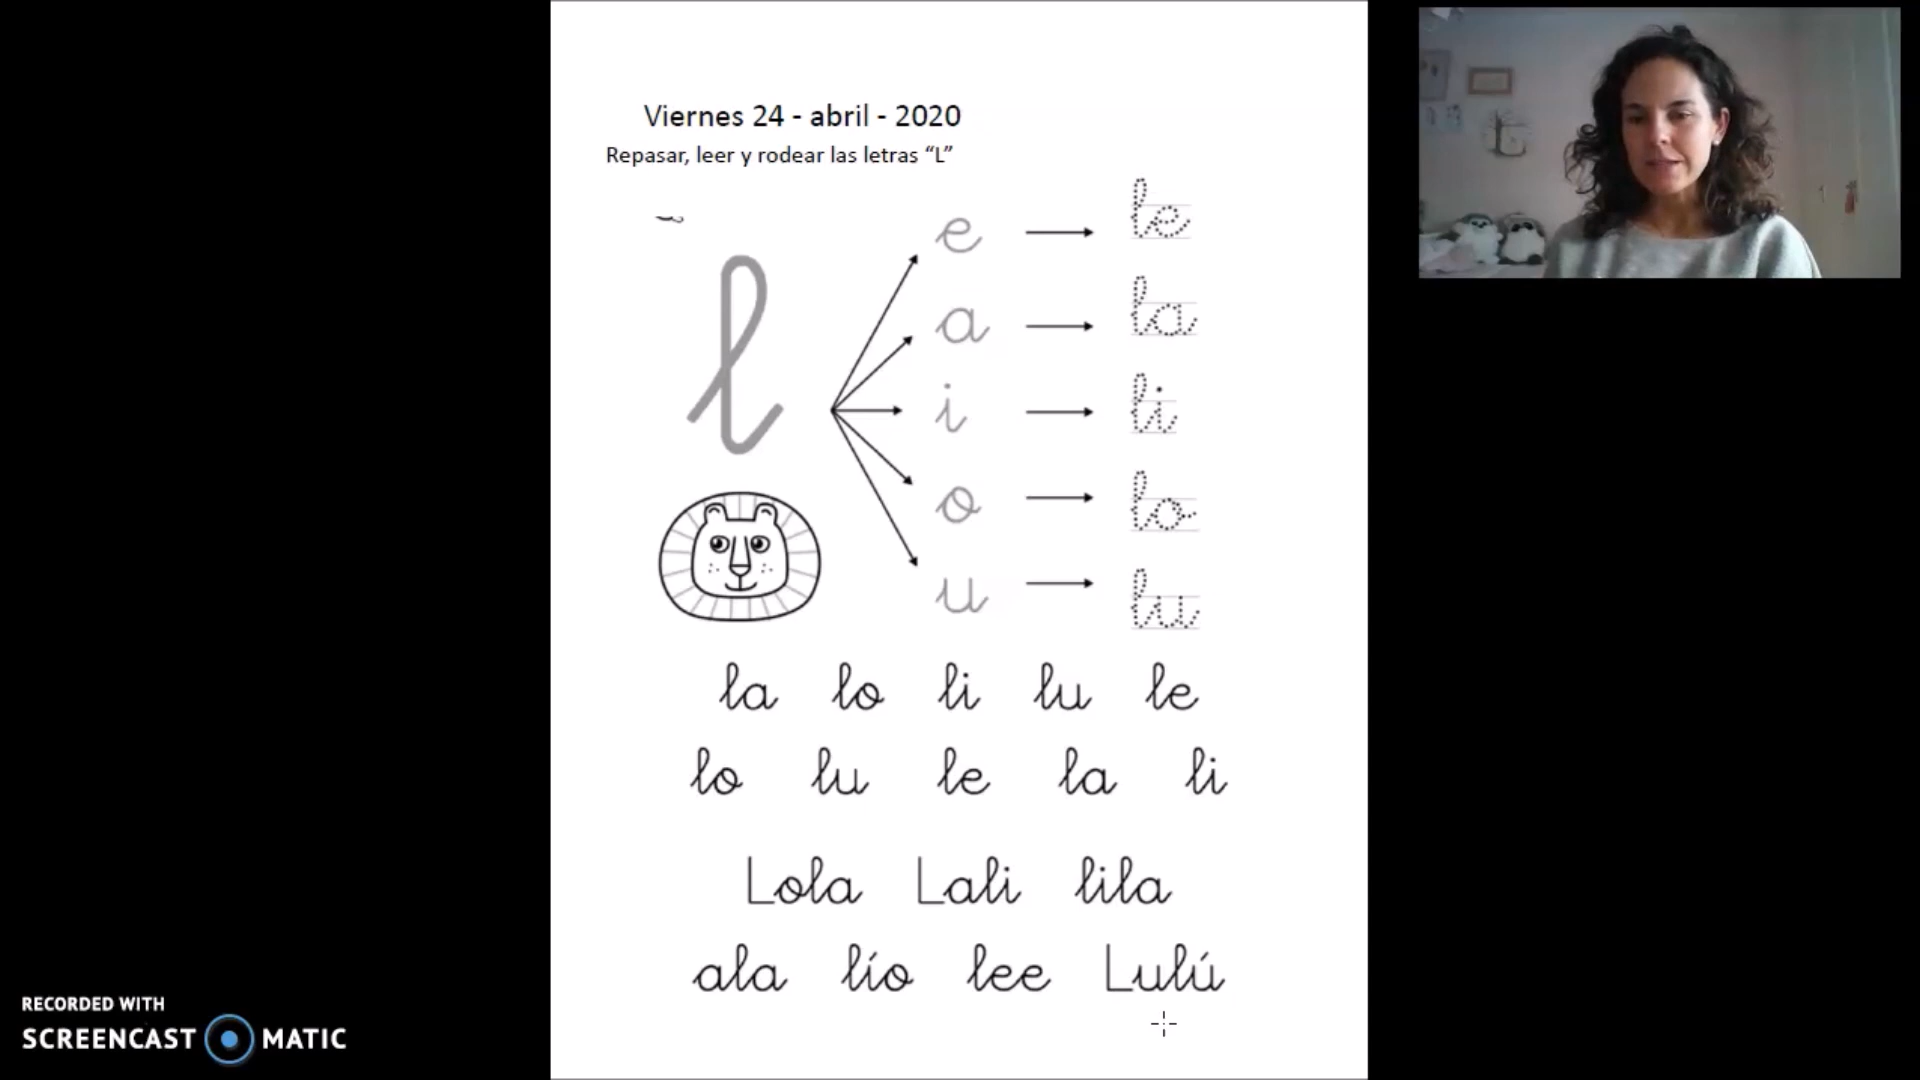 Viernes 24 - abril - 2020
Repasar, leer y rodear las letras “L”
l
e le
a la
i li
o lo
u lu
la lo li lu le
lo lu le la li
Lola Lali lila
ala lío lee Lulú
RECORDED WITH
SCREENCAST MATIC